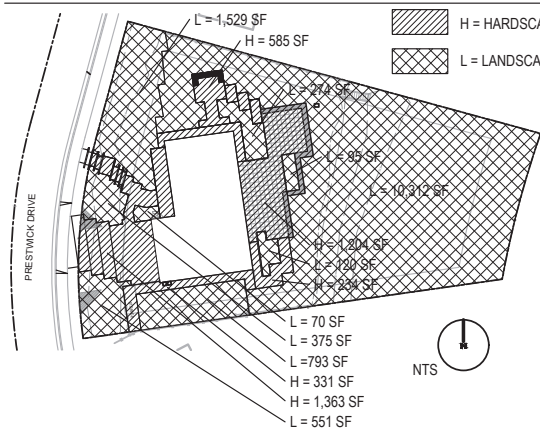 L = 1,529 SF
H = 585 SF
H = HARDSCA
L = LANDSCA
L = 274 SF
L = 95 SF
L = 10,312 SF
PRESTWICK DRIVE
H = 1,204 SF
L = 120 SF
H = 234 SF
L = 70 SF
L = 375 SF
L =793 SF
H = 331 SF
H = 1,363 SF
L = 551 SF
NTS